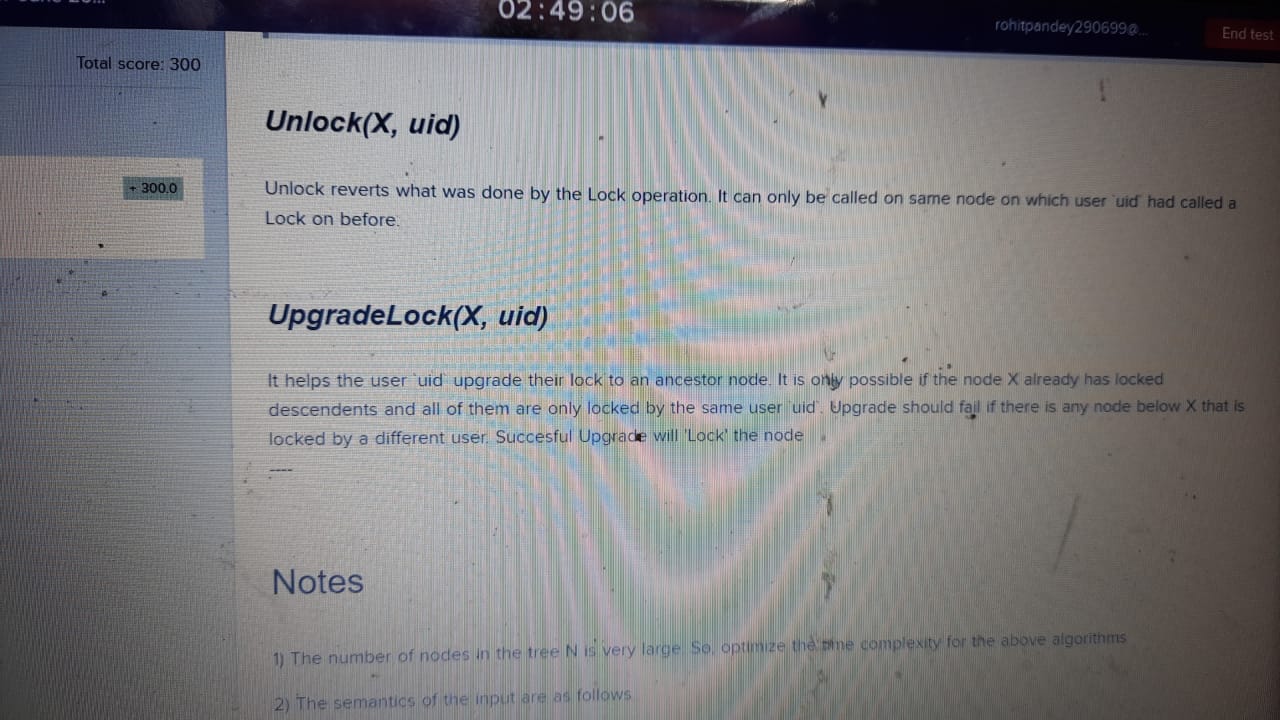 02:49:06
rohitpandey290699@...
End test
Total score: 300
+ 300.0
Unlock(X, uid)
Unlock reverts what was done by the Lock operation. It can only be called on same node on which user `uid` had called a
Lock on before.
UpgradeLock(X, uid)
It helps the user `uid` upgrade their lock to an ancestor node. It is only possible if the node X already has locked
descendents and all of them are only locked by the same user `uid`. Upgrade should fail if there is any node below X that is
locked by a different user. Succesful Upgrade will 'Lock' the node
----
Notes
1) The number of nodes in the tree N is very large. So, optimize the time complexity for the above algorithms
2) The semantics of the input are as follows